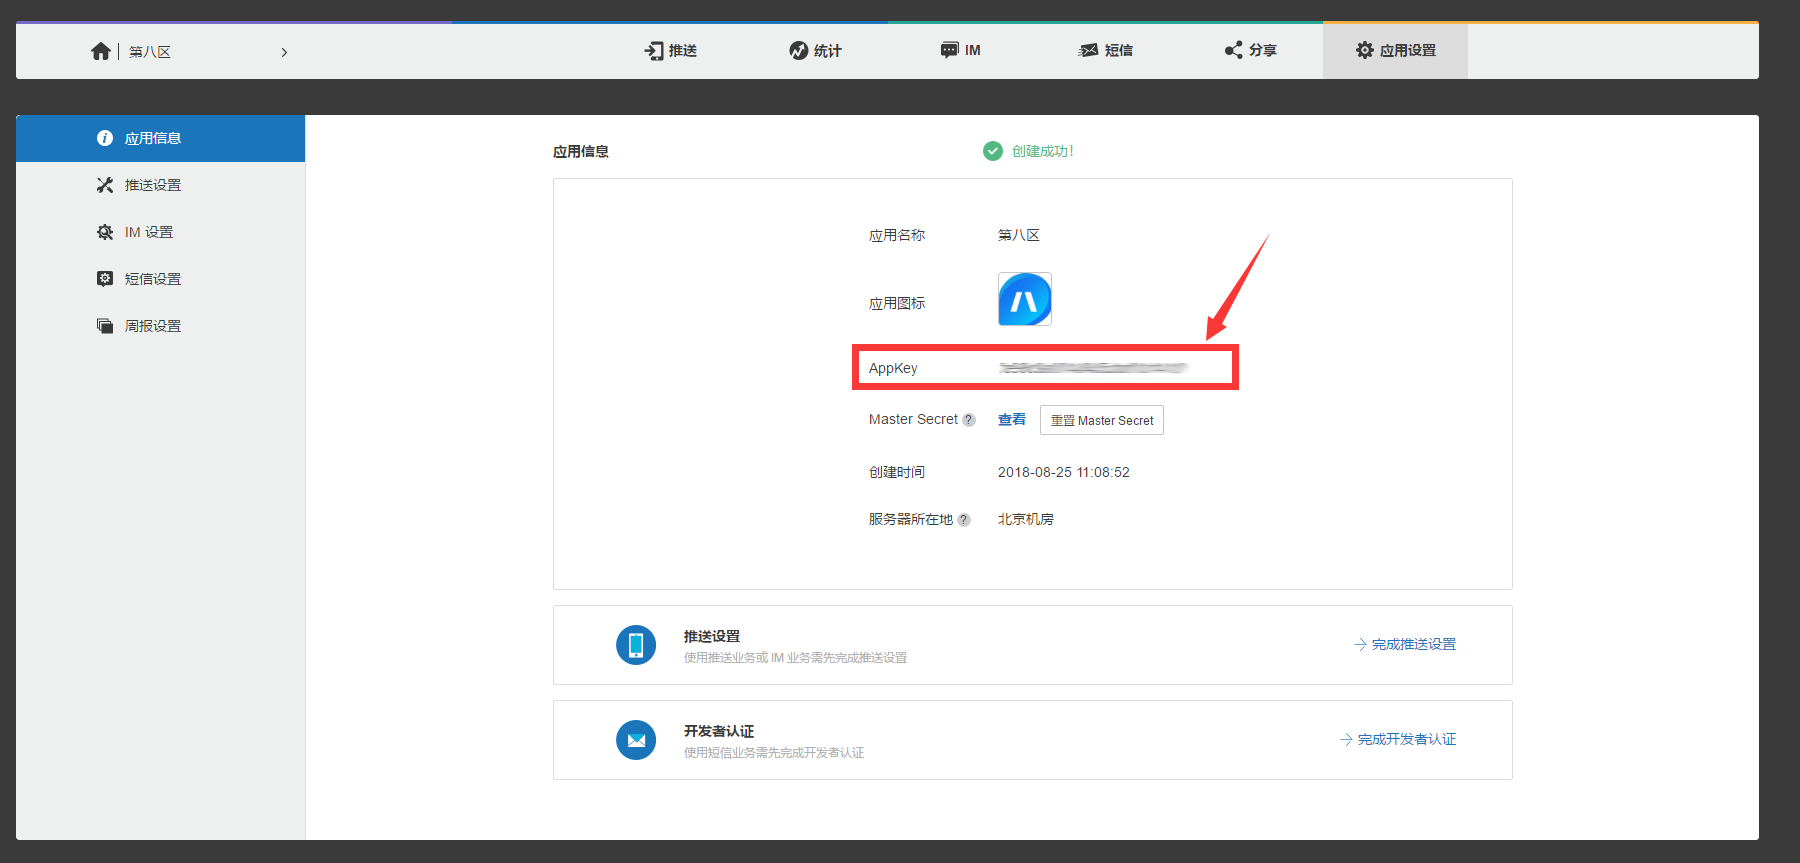 第八区
推送
统计
IM
短信
分享
应用设置
应用信息
推送设置
IM 设置
短信设置
周报设置
应用信息
创建成功!
应用名称 第八区
应用图标
AppKey
Master Secret ? 查看 重置 Master Secret
创建时间 2018-08-25 11:08:52
服务器所在地 ? 北京机房
推送设置
使用推送业务或 IM 业务需先完成推送设置
完成推送设置
开发者认证
使用短信业务需先完成开发者认证
完成开发者认证